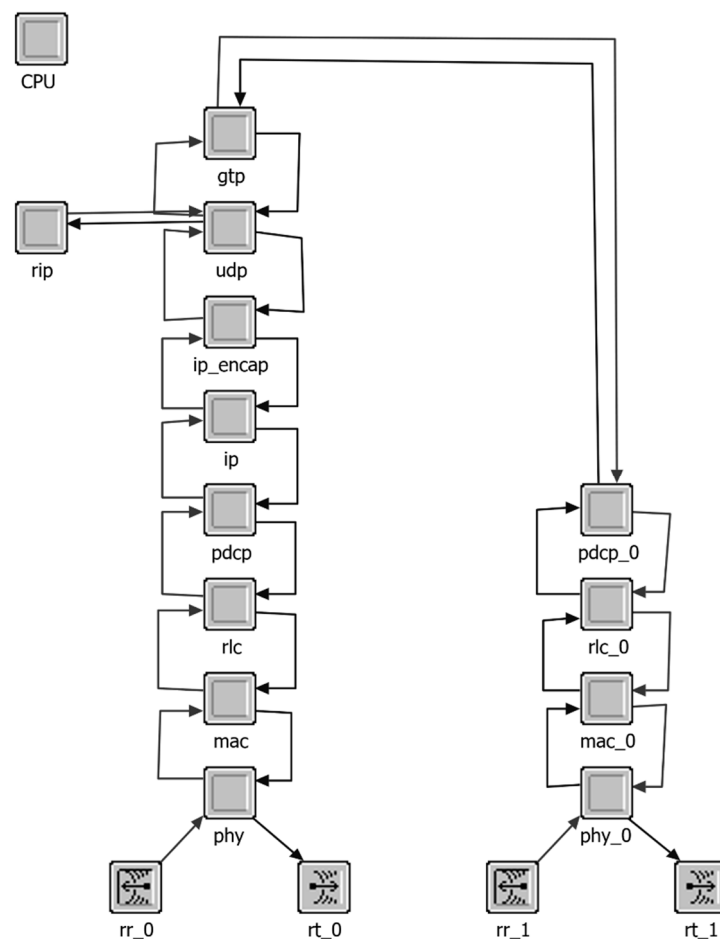 CPU
gtp
rip
udp
ip_encap
ip
pdcp
pdcp_0
rlc
rlc_0
mac
mac_0
phy
phy_0
rr_0
rt_0
rr_1
rt_1